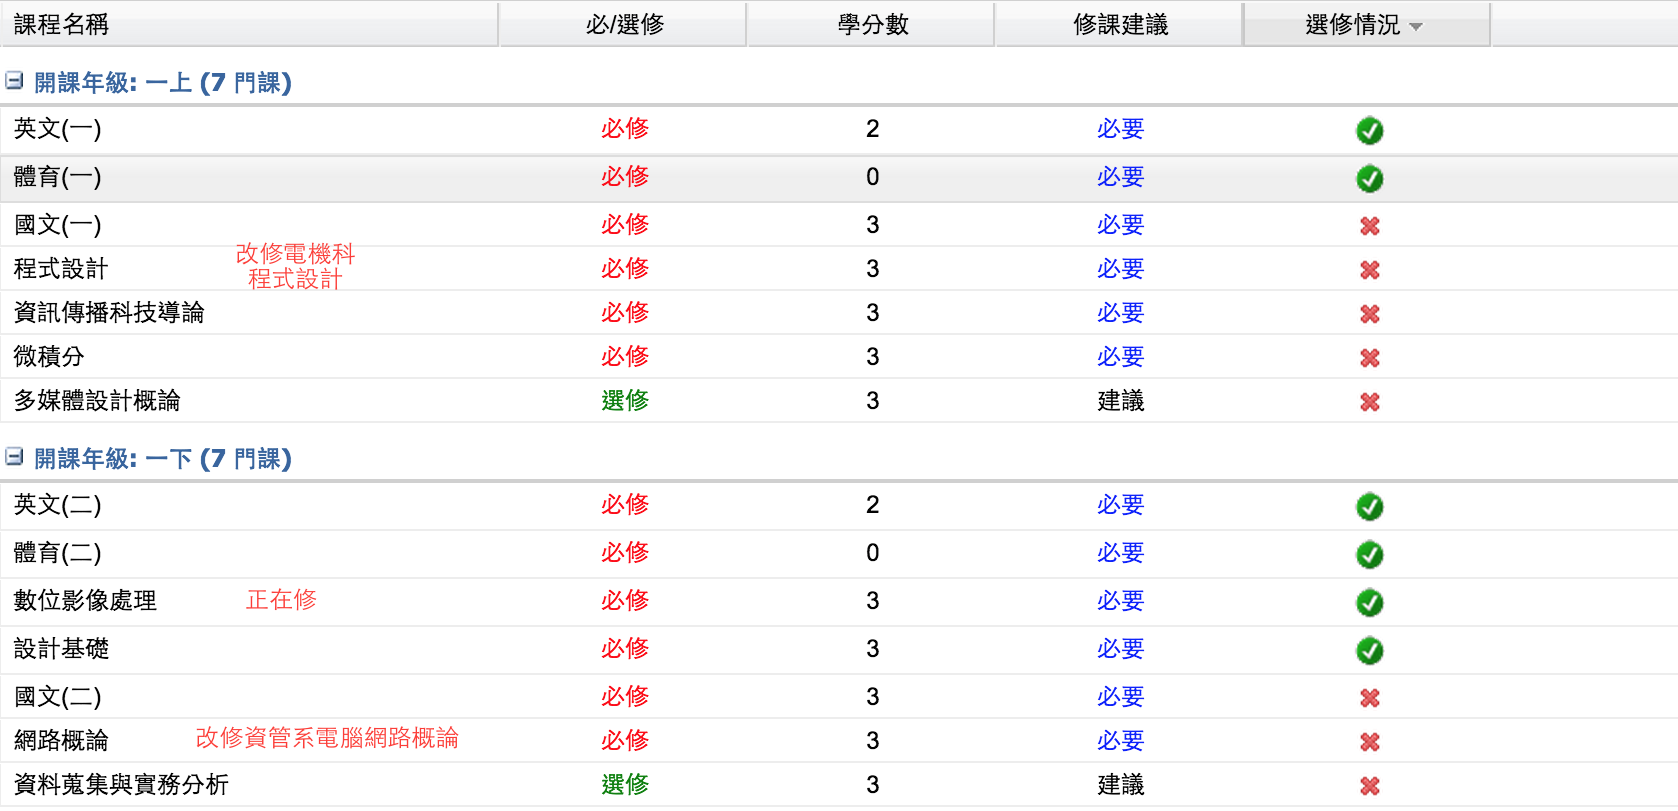 課程名稱 必/選修 學分數 修課建議 選修情況
開課年級: 一上 (7 門課)
英文(一) 必修 2 必要
體育(一) 必修 0 必要
國文(一) 必修 3 必要
改修電機科
程式設計
程式設計 必修 3 必要
資訊傳播科技導論 必修 3 必要
微積分 必修 3 必要
多媒體設計概論 選修 3 建議
開課年級: 一下 (7 門課)
英文(二) 必修 2 必要
體育(二) 必修 0 必要
數位影像處理 正在修 必修 3 必要
設計基礎 必修 3 必要
國文(二) 必修 3 必要
網路概論 改修資管系電腦網路概論 必修 3 必要
資料蒐集與實務分析 選修 3 建議